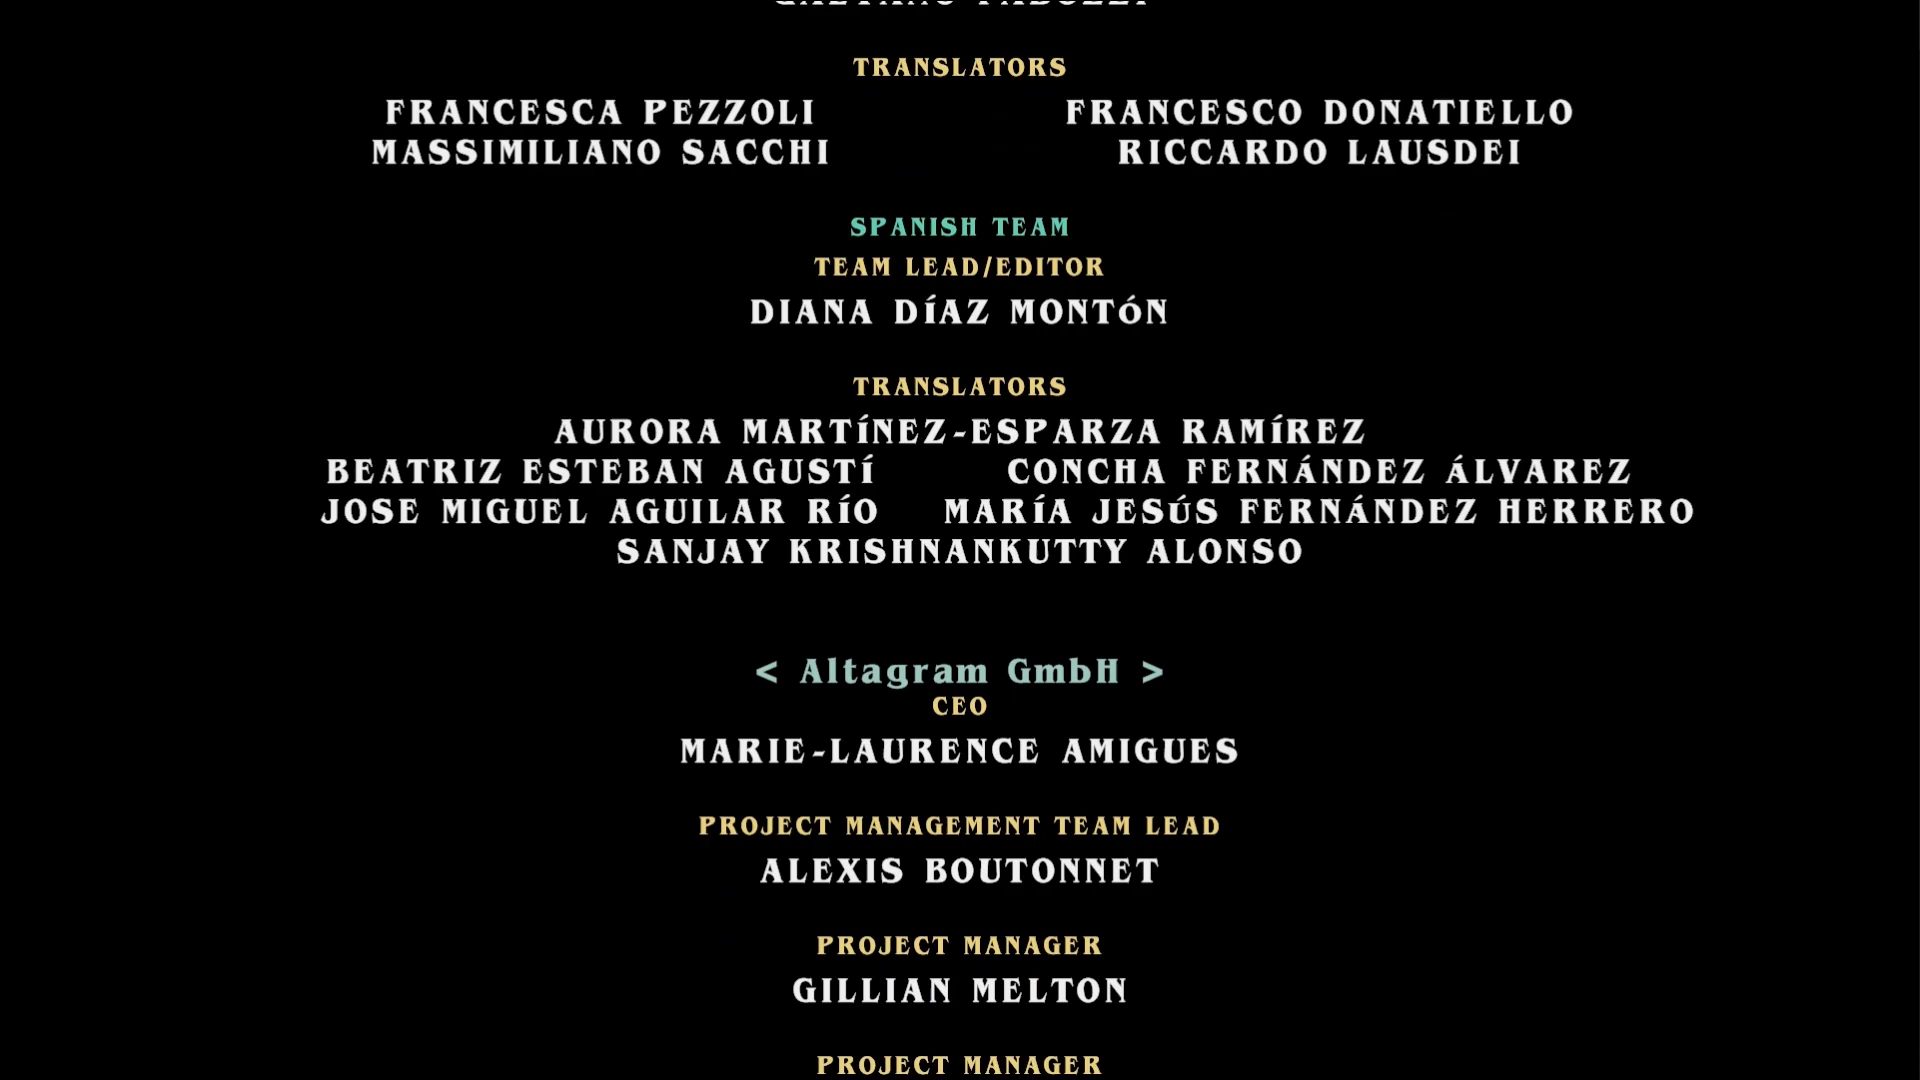 TRANSLATORS
FRANCESCA PEZZOLI FRANCESCO DONATIELLO
MASSIMILIANO SACCHI RICCARDO LAUSDEI
SPANISH TEAM
TEAM LEAD/EDITOR
DIANA DÍAZ MONTÓN
TRANSLATORS
AURORA MARTÍNEZ-ESPARZA RAMÍREZ
BEATRIZ ESTEBAN AGUSTÍ CONCHA FERNÁNDEZ ÁLVAREZ
JOSE MIGUEL AGUILAR RÍO MARÍA JESÚS FERNÁNDEZ HERRERO
SANJAY KRISHNANKUTTY ALONSO
< Altagram GmbH >
CEO
MARIE-LAURENCE AMIGUES
PROJECT MANAGEMENT TEAM LEAD
ALEXIS BOUTONNET
PROJECT MANAGER
GILLIAN MELTON
PROJECT MANAGER